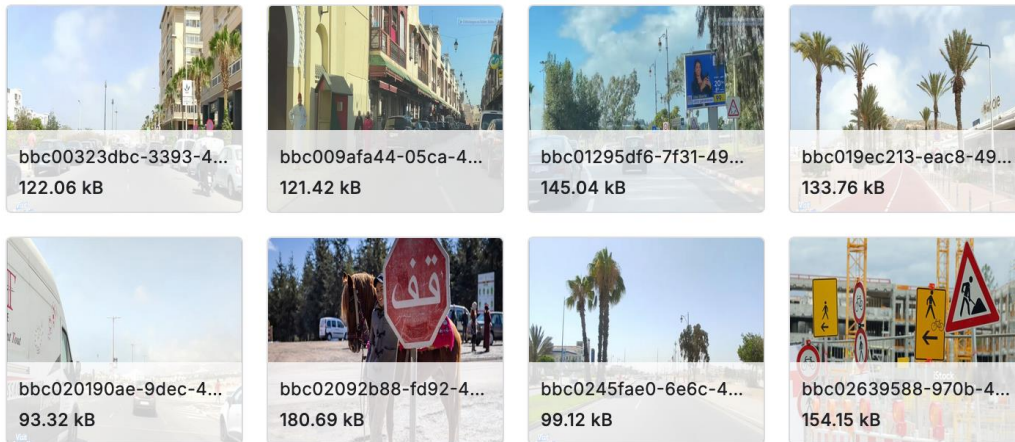 bbc00323dbc-3393-4...
122.06 kB
bbc009afa44-05ca-4...
121.42 kB
bbc01295df6-7f31-49...
145.04 kB
bbc019ec213-eac8-49...
133.76 kB
bbc020190ae-9dec-4...
93.32 kB
قف
bbc02092b88-fd92-4...
180.69 kB
bbc0245fae0-6e6c-4...
99.12 kB
bbc02639588-970b-4...
154.15 kB